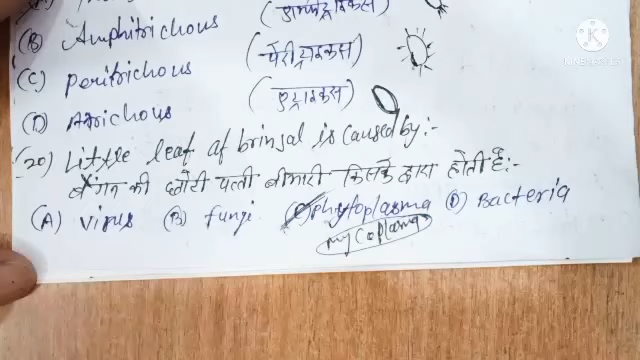 (B) Amphitrichous (एम्फीट्राइकस)
(C) Peritrichous (पेरीट्राइकस)
(D) Atrichous (एट्राइकस)
(20) Little leaf of brinjal is caused by:-
बैंगन की छोटी पत्ती बीमारी किसके द्वारा होती है:-
(A) virus (B) fungi (C) phytoplasma (D) Bacteria
mycoplasma